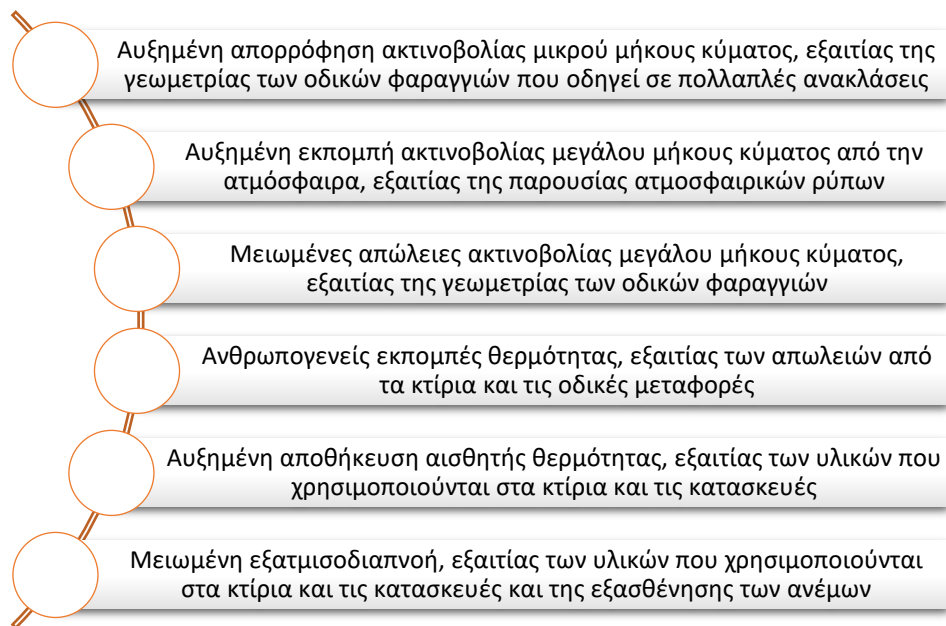 Αυξημένη απορρόφηση ακτινοβολίας μικρού μήκους κύματος, εξαιτίας της
γεωμετρίας των οδικών φαραγγιών που οδηγεί σε πολλαπλές ανακλάσεις
Αυξημένη εκπομπή ακτινοβολίας μεγάλου μήκους κύματος από την
ατμόσφαιρα, εξαιτίας της παρουσίας ατμοσφαιρικών ρύπων
Μειωμένες απώλειες ακτινοβολίας μεγάλου μήκους κύματος,
εξαιτίας της γεωμετρίας των οδικών φαραγγιών
Ανθρωπογενείς εκπομπές θερμότητας, εξαιτίας των απωλειών από
τα κτίρια και τις οδικές μεταφορές
Αυξημένη αποθήκευση αισθητής θερμότητας, εξαιτίας των υλικών που
χρησιμοποιούνται στα κτίρια και τις κατασκευές
Μειωμένη εξατμισοδιαπνοή, εξαιτίας των υλικών που χρησιμοποιούνται
στα κτίρια και τις κατασκευές και της εξασθένησης των ανέμων